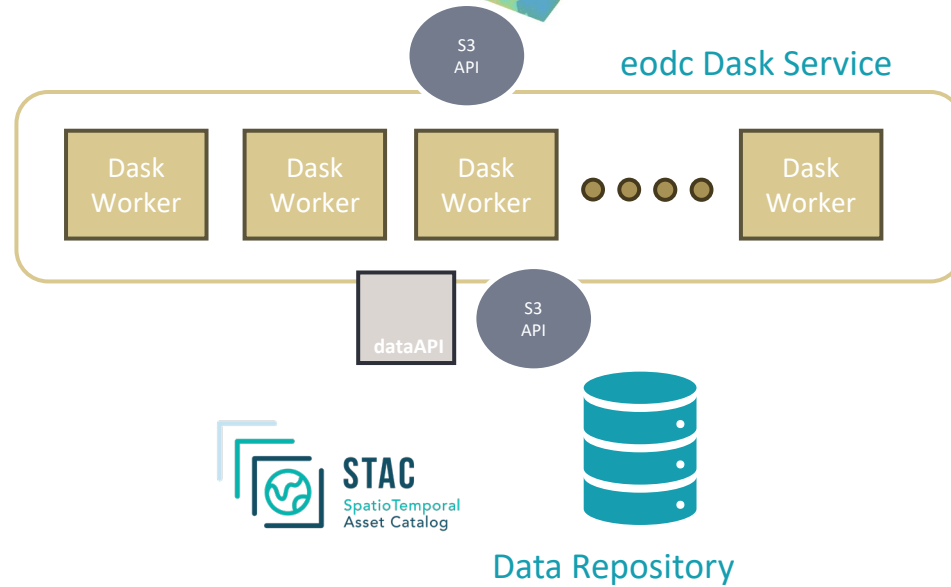 S3
API
eodc Dask Service
Dask
Worker
Dask
Worker
Dask
Worker
Dask
Worker
dataAPI
S3
API
STAC
SpatioTemporal
Asset Catalog
Data Repository